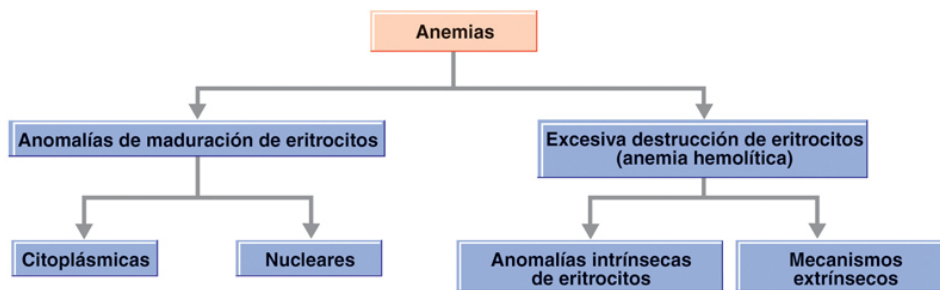 Anemias
Anomalías de maduración de eritrocitos
Excesiva destrucción de eritrocitos
(anemia hemolítica)
Citoplásmicas
Nucleares
Anomalías intrínsecas
de eritrocitos
Mecanismos
extrínsecos